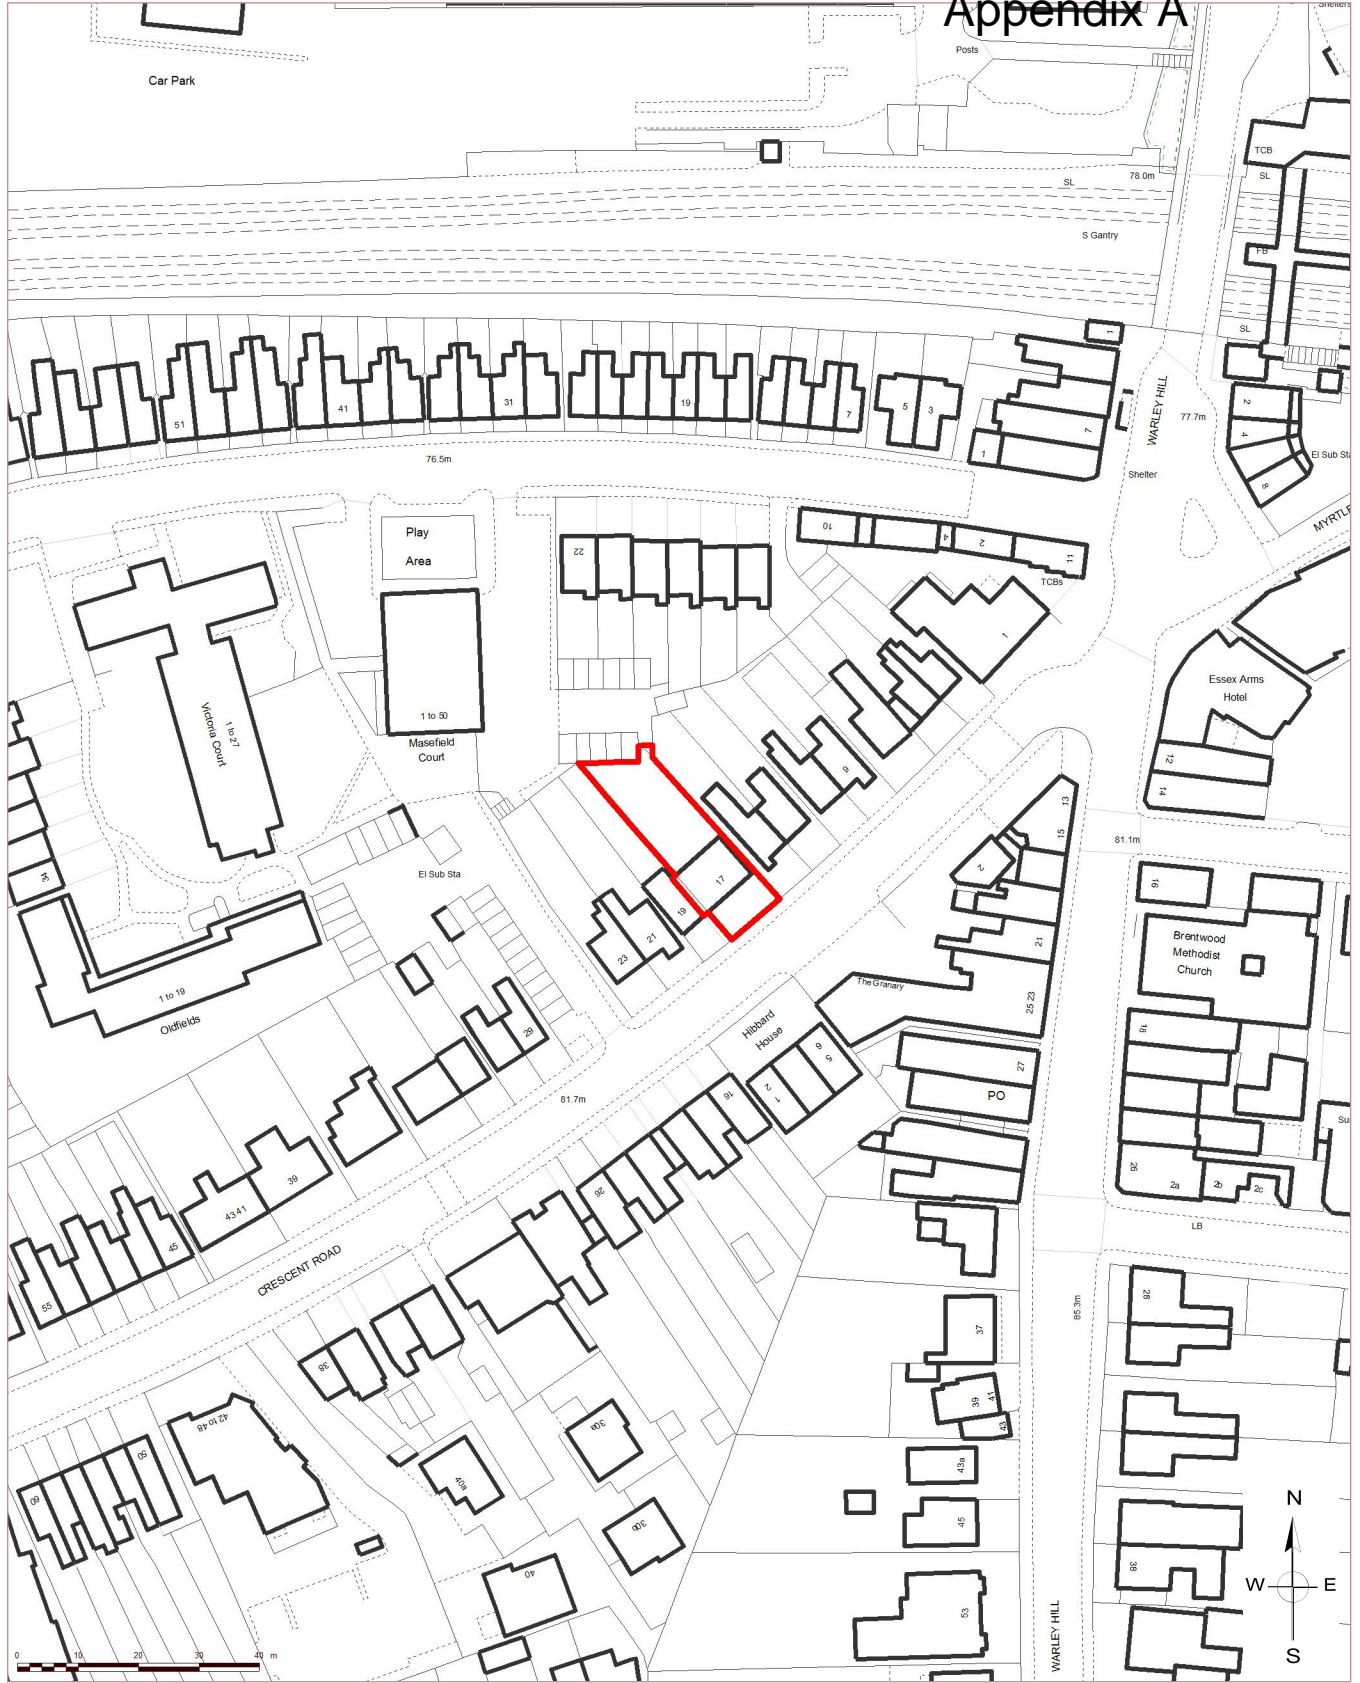 Appendix A
Shelters
Posts
Car Park
TCB
SL
78.0m
SL
S Gantry
FB
SL
1
WARLEY HILL
77.7m
2
4
8
El Sub Sta
MYRTLE
51
41
31
19
7
5
3
1
7
76.5m
Shelter
Play
Area
22
10
4
2
11
TCBs
1
1 to 50
Masefield
Court
Victoria Court
1 to 27
Essex Arms
Hotel
12
14
9
13
15
81.1m
34
El Sub Sta
17
19
21
23
2
16
21
Brentwood
Methodist
Church
1 to 19
Oldfields
The Granary
25 23
29
Hibbard
House
6
5
2
1
16
18
27
PO
81.7m
39
43 41
45
55
26
26
2a
2b
2c
Su
LB
CRESCENT ROAD
38
85.3m
28
37
39
41
43
42 to 48
50
60
30a
40a
43a
45
30b
40
53
38
WARLEY HILL
N
W
E
S
0 10 20 30 40 m